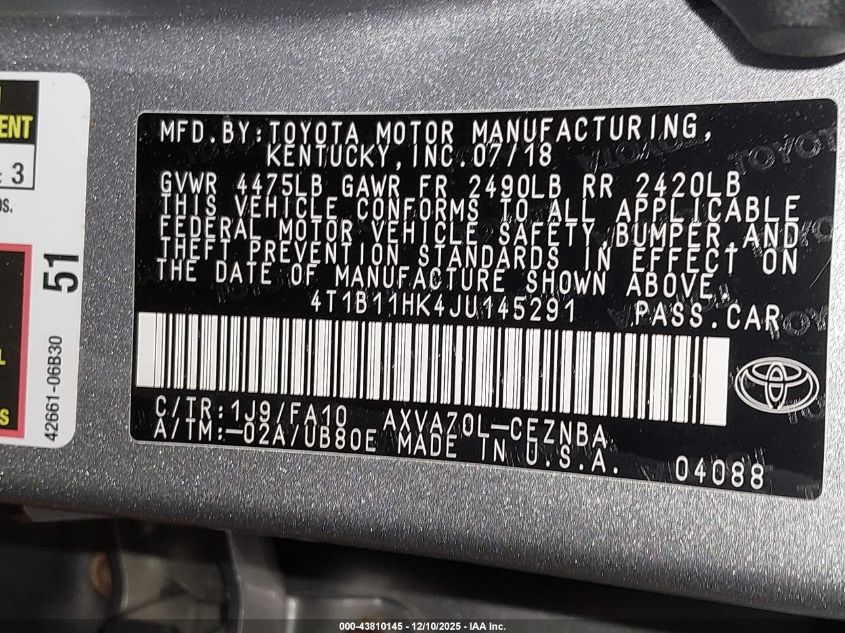 ENT
3
OS.
51
42661-06B30
L
S
MFD.BY:TOYOTA MOTOR MANUFACTURING,
KENTUCKY,INC.07/18
GVWR 4475LB GAWR FR 2490LB RR 2420LB
THIS VEHICLE CONFORMS TO ALL APPLICABLE
FEDERAL MOTOR VEHICLE SAFETY,BUMPER,AND
THEFT PREVENTION STANDARDS IN EFFECT ON
THE DATE OF MANUFACTURE SHOWN ABOVE.
4T1B11HK4JU145291 PASS.CAR
C/TR:1J9/FA10 AXVA70L-CEZNBA
A/TM:-02A/UB80E MADE IN U.S.A. 04088
000-43810145 - 12/10/2025 - IAA Inc.